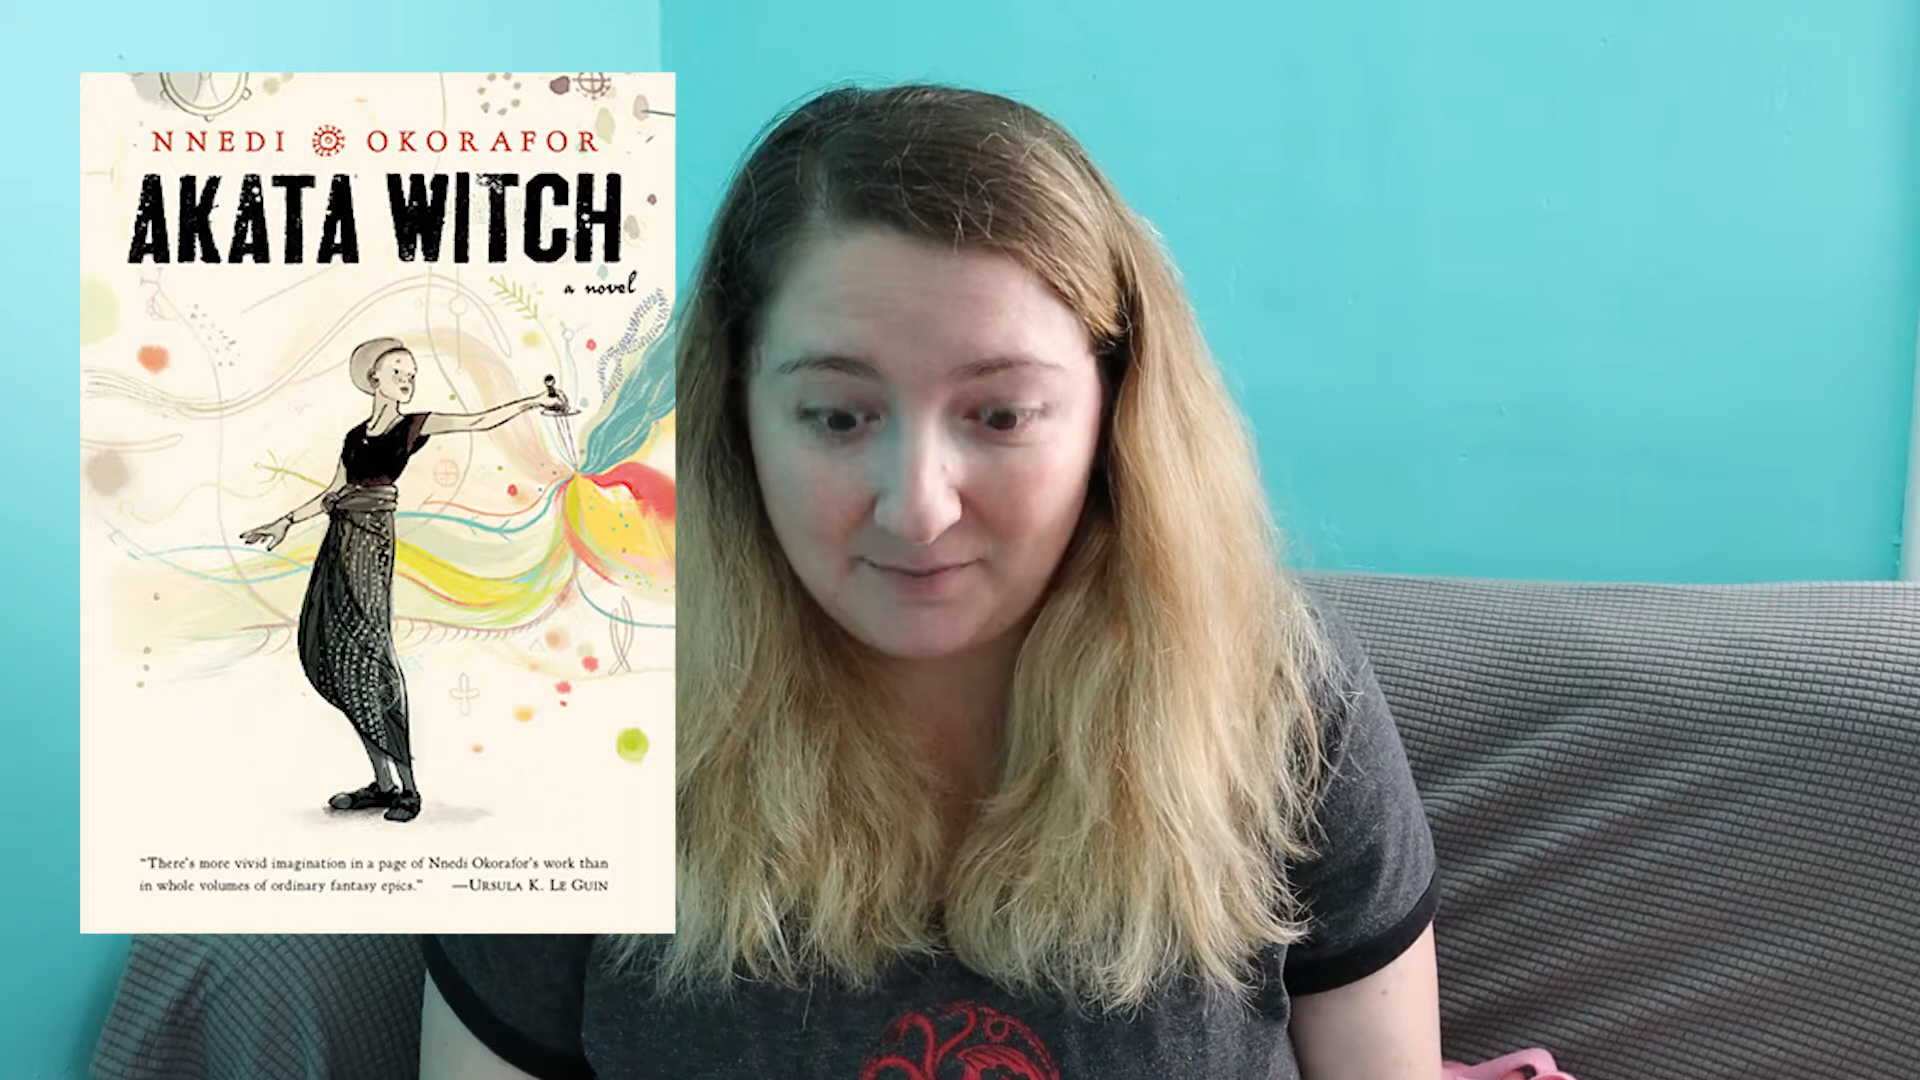 NNEDI OKORAFOR
AKATA WITCH
a novel
"There's more vivid imagination in a page of Nnedi Okorafor's work than
in whole volumes of ordinary fantasy epics." —URSULA K. LE GUIN